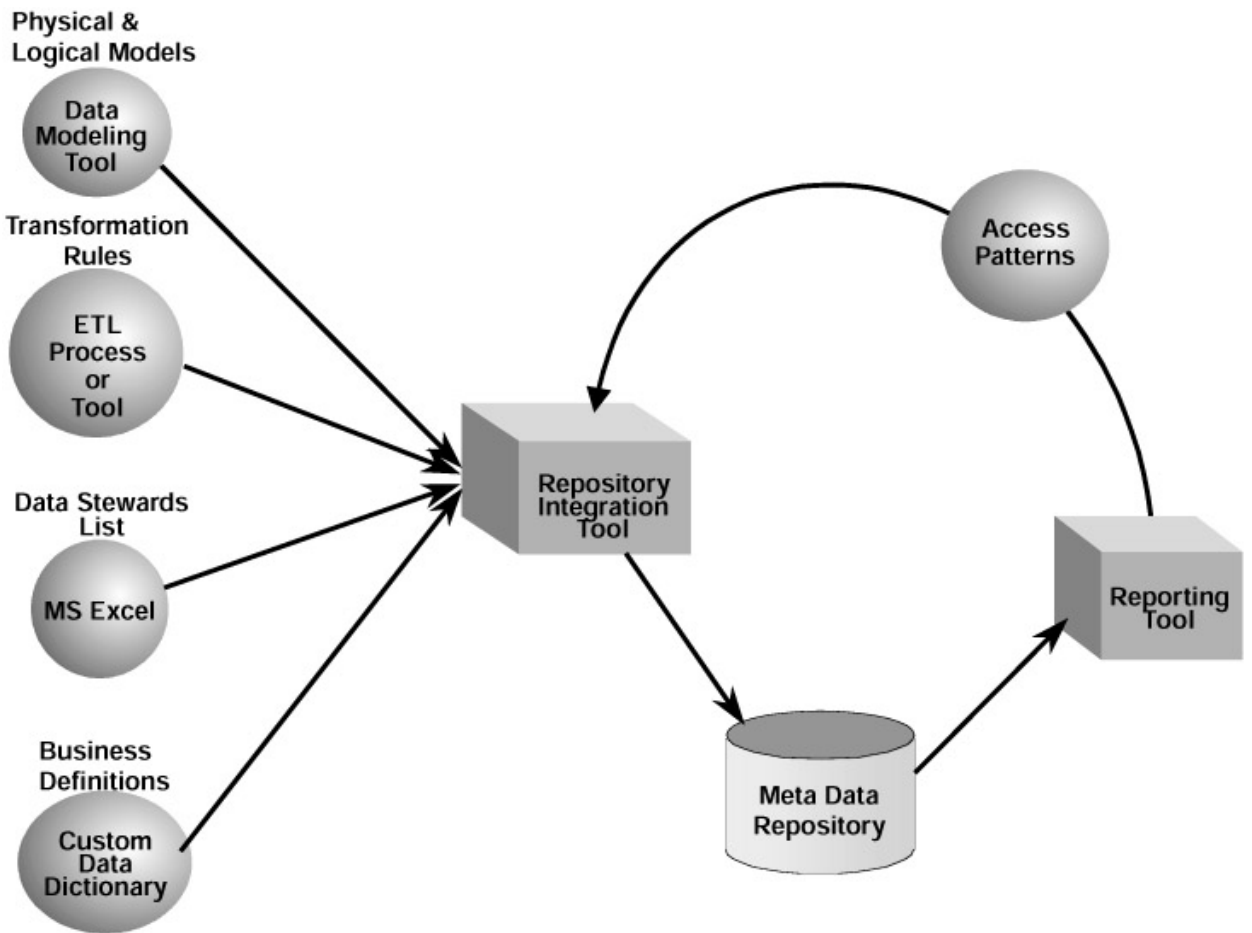 Physical &
Logical Models
Data
Modeling
Tool
Transformation
Rules
ETL
Process
or
Tool
Data Stewards
List
MS Excel
Business
Definitions
Custom
Data
Dictionary
Repository
Integration
Tool
Meta Data
Repository
Reporting
Tool
Access
Patterns